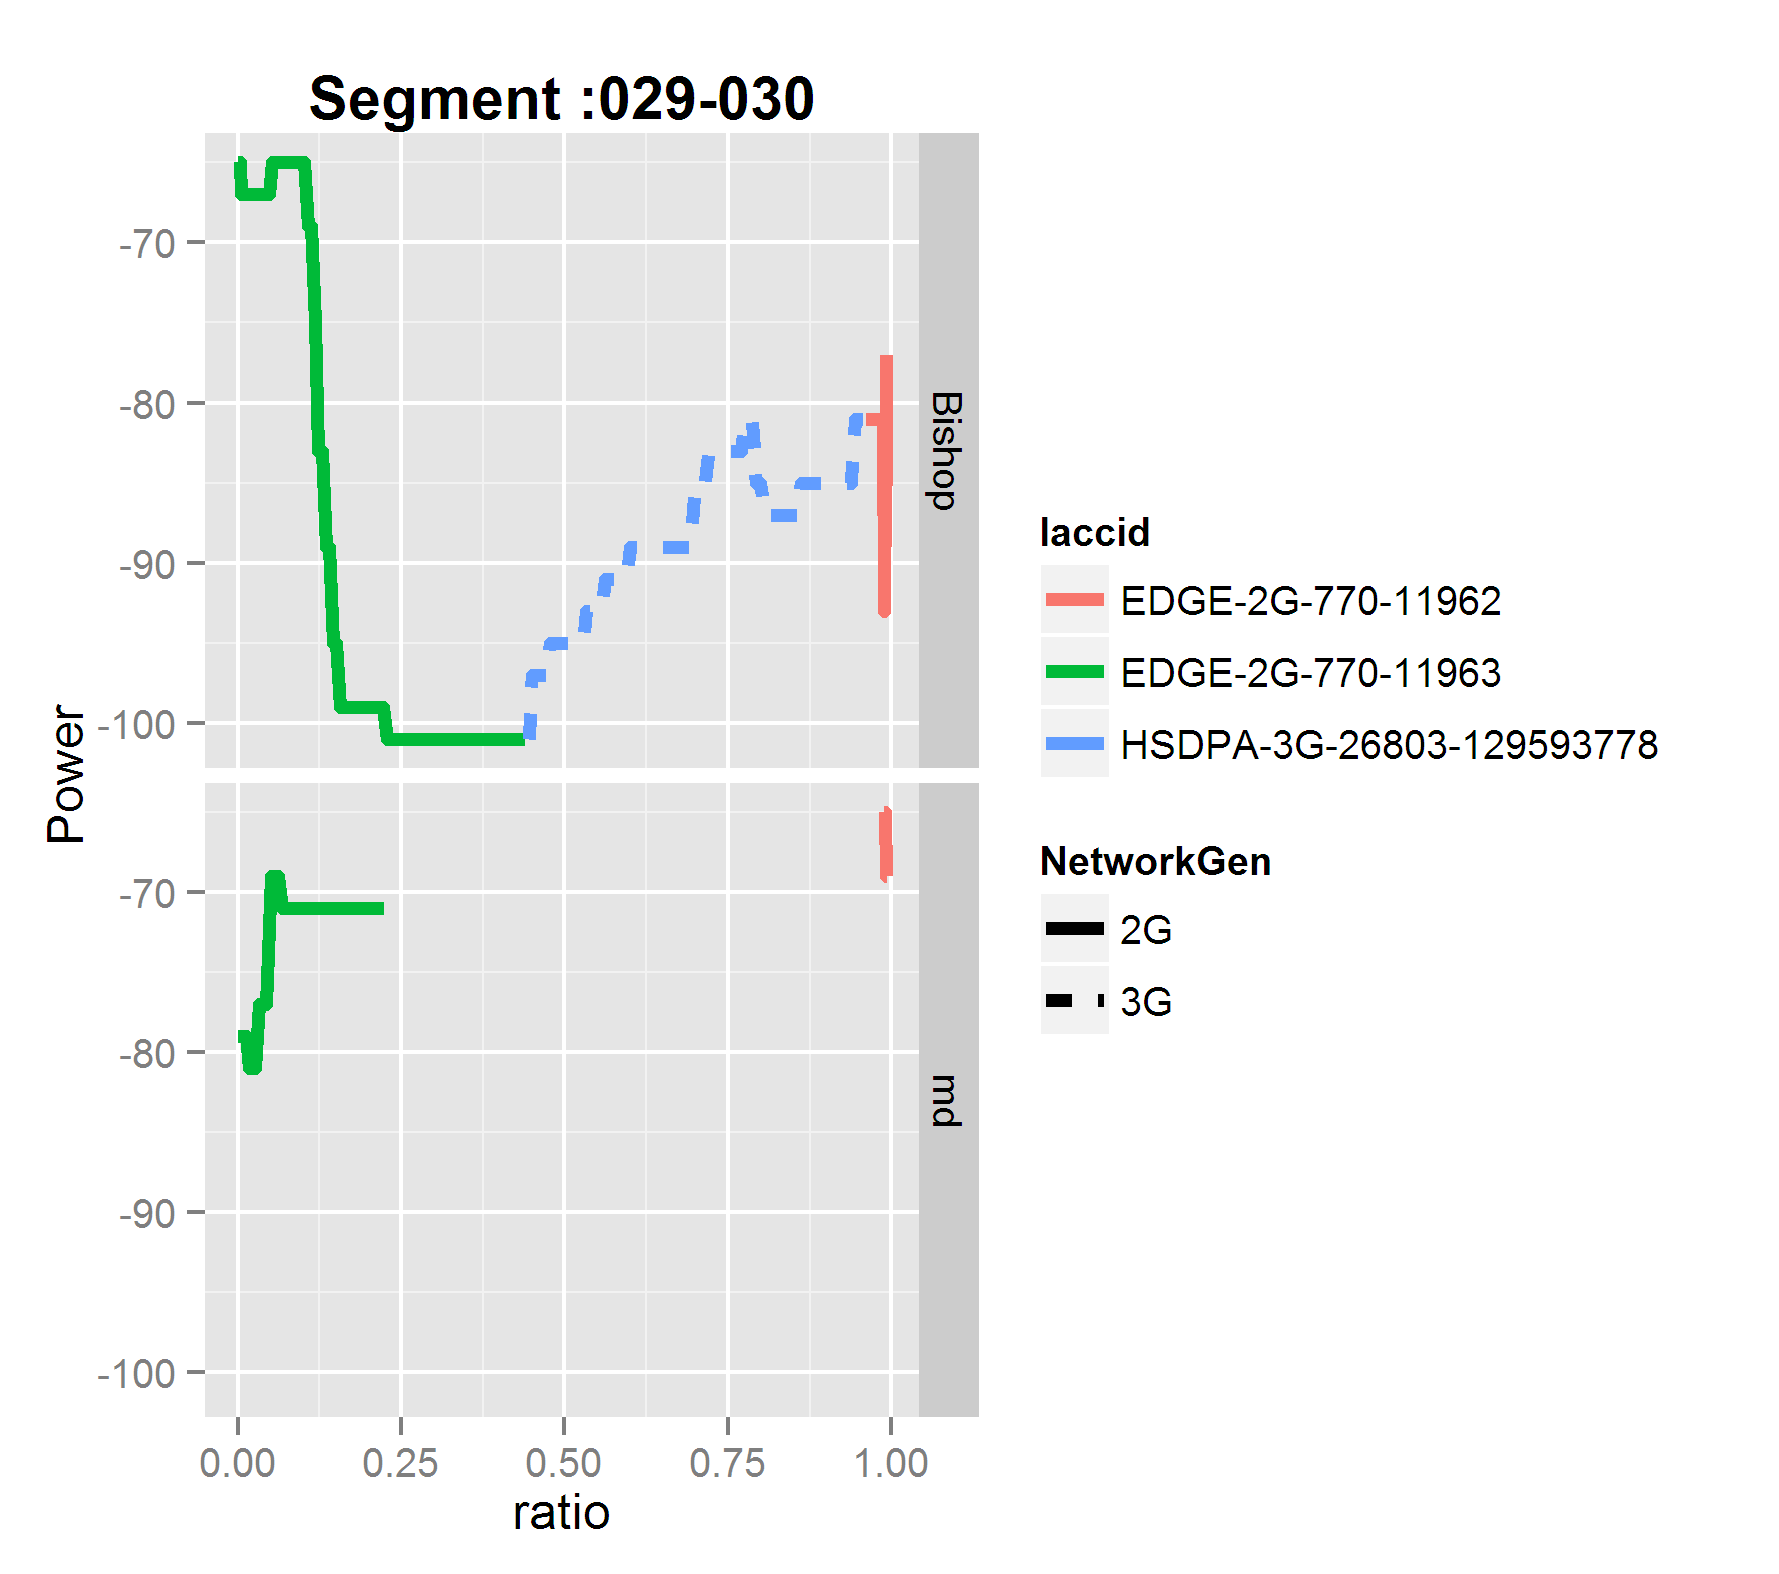 Segment :029-030
-70
-80
-90
-100
Bishop
Power
-70
-80
-90
-100
md
0.00 0.25 0.50 0.75 1.00
ratio
laccid
EDGE-2G-770-11962
EDGE-2G-770-11963
HSDPA-3G-26803-129593778
NetworkGen
2G
3G